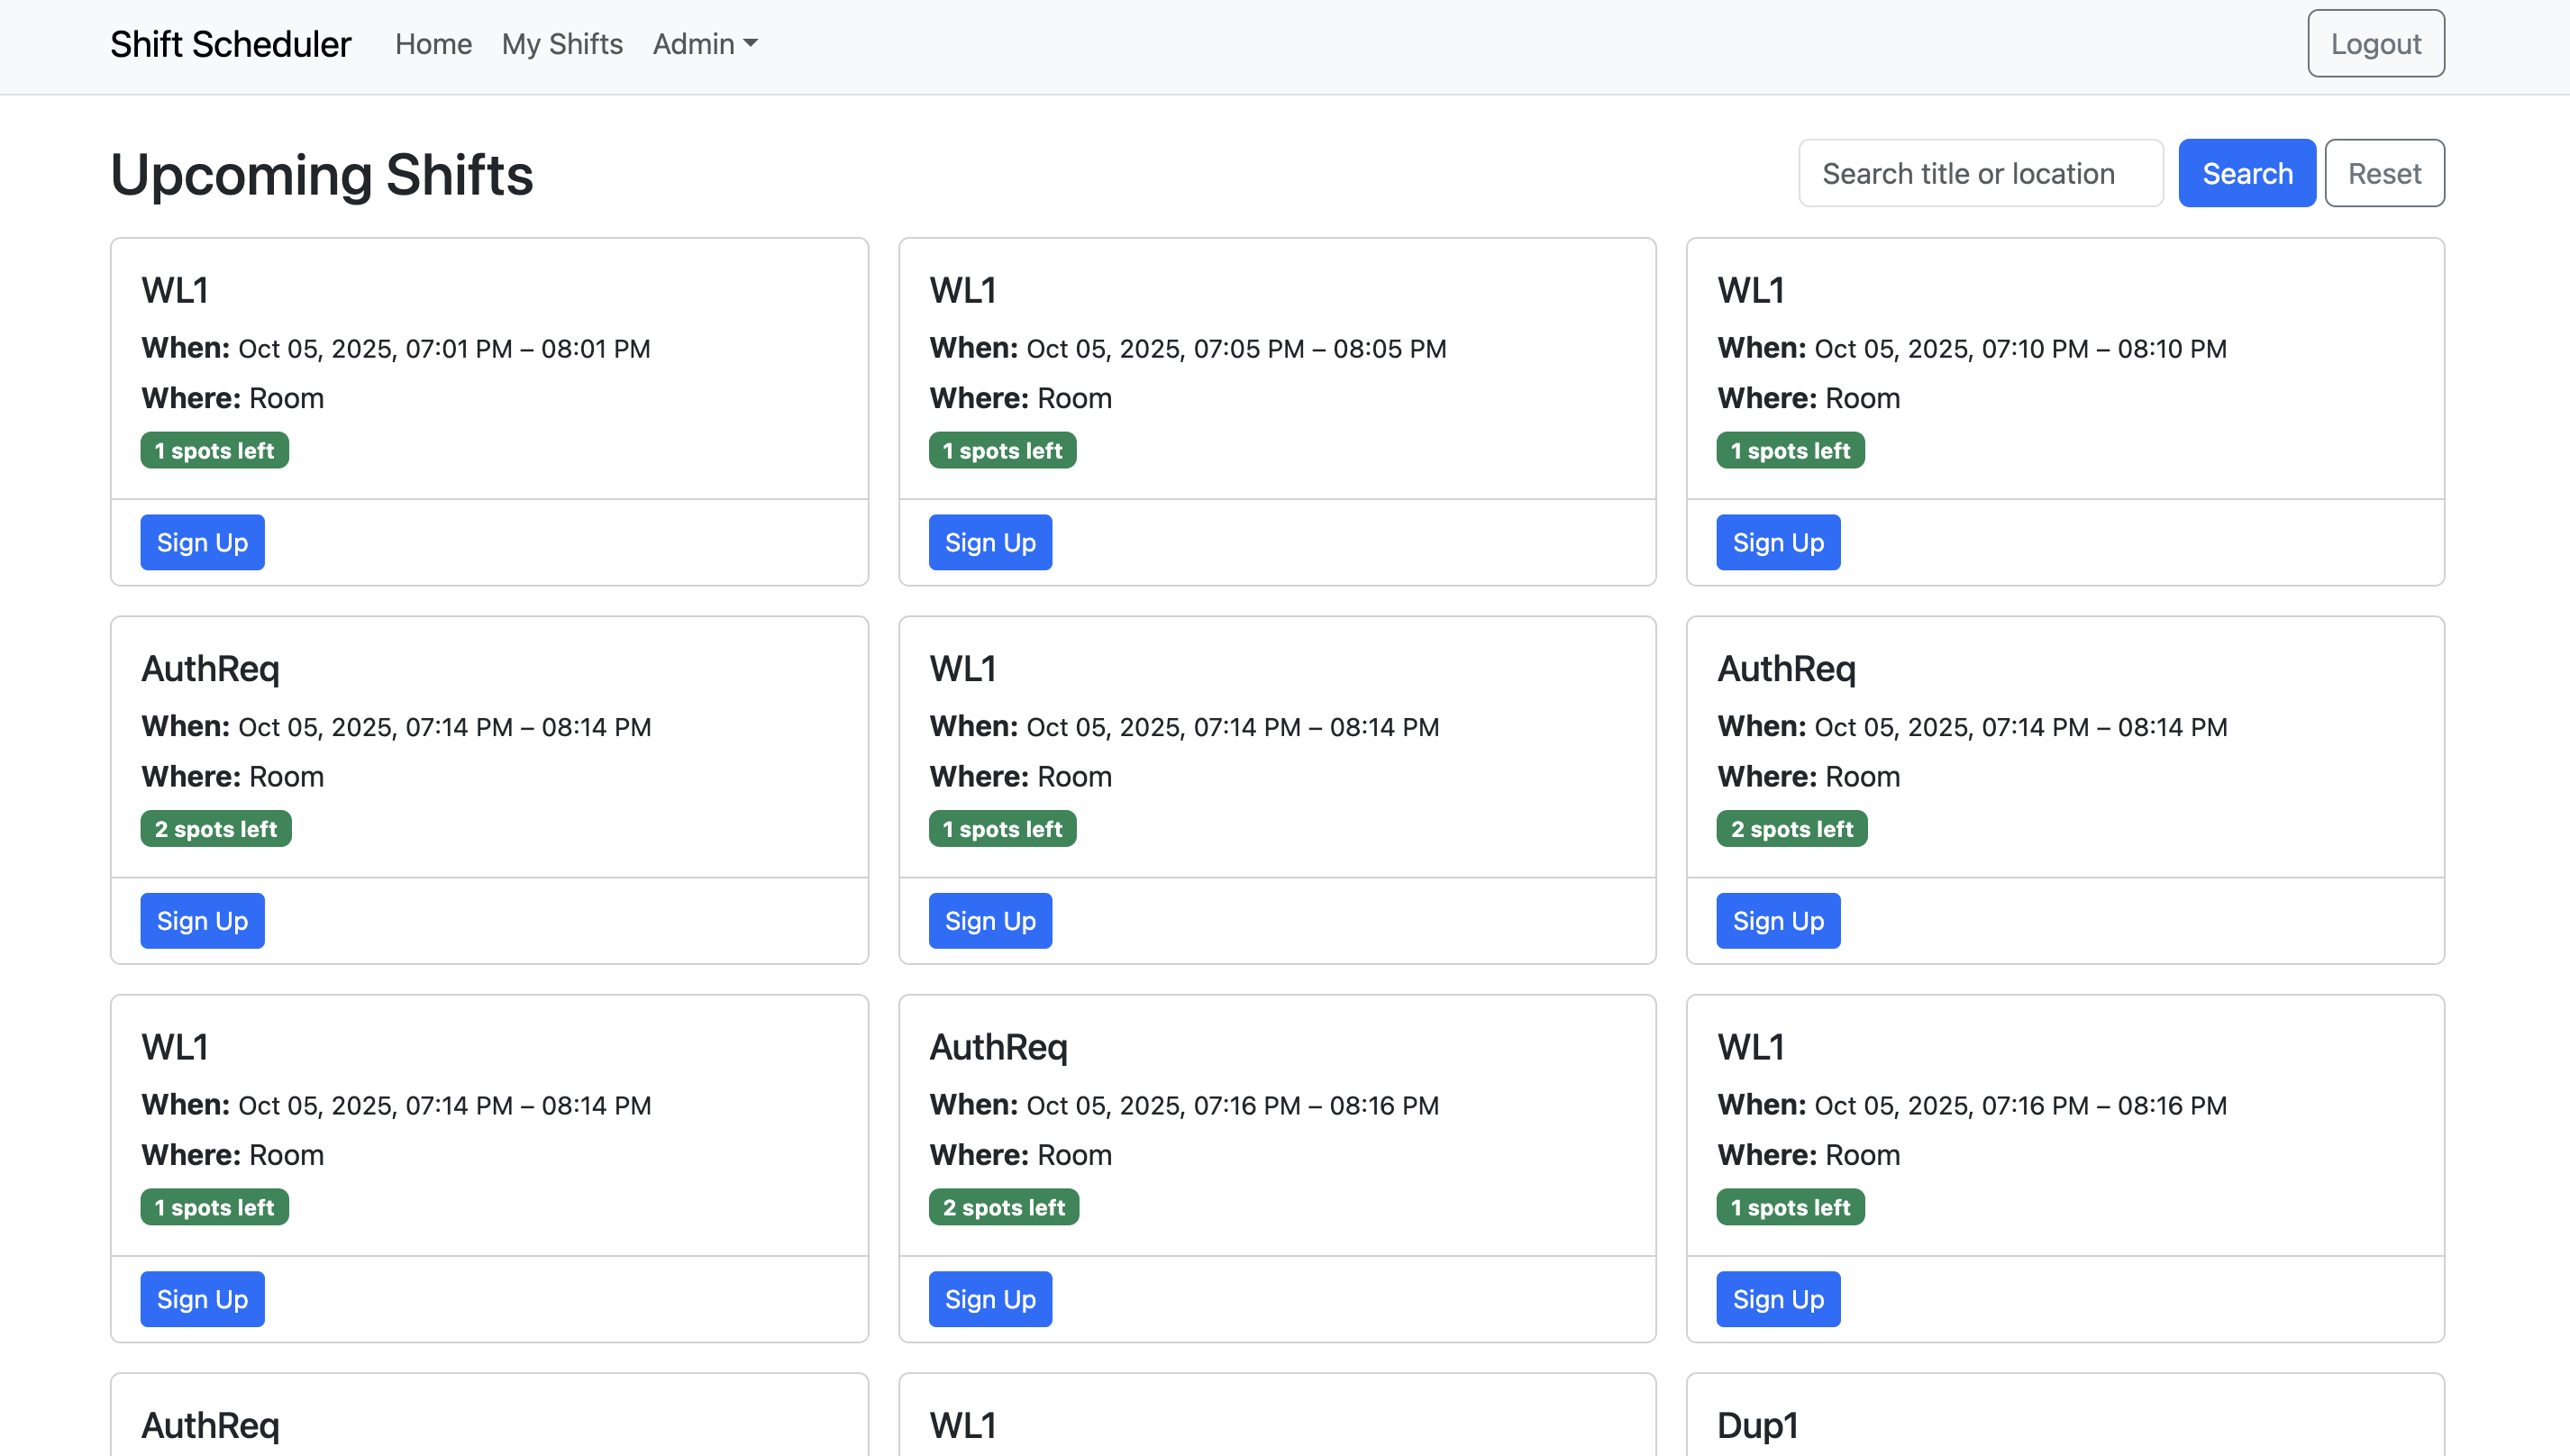 Shift Scheduler Home My Shifts Admin Logout
Upcoming Shifts Search title or location Search Reset
WL1
When: Oct 05, 2025, 07:01 PM – 08:01 PM
Where: Room
1 spots left
Sign Up
WL1
When: Oct 05, 2025, 07:05 PM – 08:05 PM
Where: Room
1 spots left
Sign Up
WL1
When: Oct 05, 2025, 07:10 PM – 08:10 PM
Where: Room
1 spots left
Sign Up
AuthReq
When: Oct 05, 2025, 07:14 PM – 08:14 PM
Where: Room
2 spots left
Sign Up
WL1
When: Oct 05, 2025, 07:14 PM – 08:14 PM
Where: Room
1 spots left
Sign Up
AuthReq
When: Oct 05, 2025, 07:14 PM – 08:14 PM
Where: Room
2 spots left
Sign Up
WL1
When: Oct 05, 2025, 07:14 PM – 08:14 PM
Where: Room
1 spots left
Sign Up
AuthReq
When: Oct 05, 2025, 07:16 PM – 08:16 PM
Where: Room
2 spots left
Sign Up
WL1
When: Oct 05, 2025, 07:16 PM – 08:16 PM
Where: Room
1 spots left
Sign Up
AuthReq
WL1
Dup1